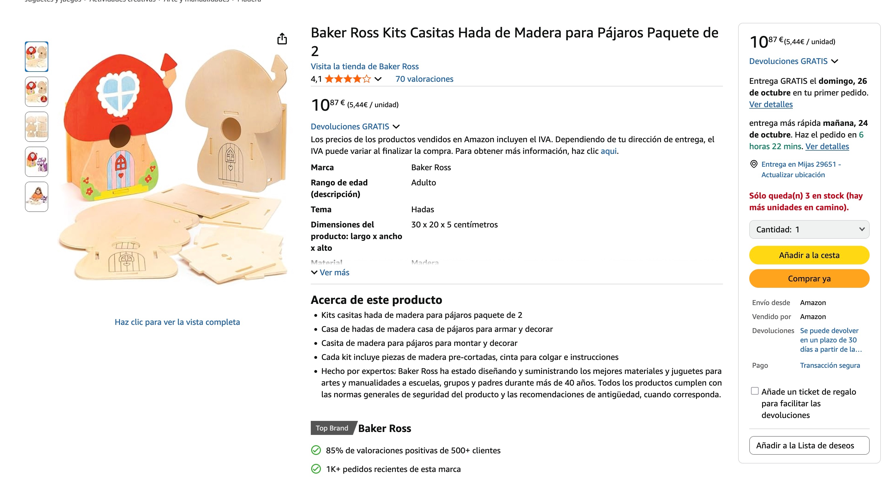 Baker Ross Kits Casitas Hada de Madera para Pájaros Paquete de
2
Visita la tienda de Baker Ross
4,1
70 valoraciones
10⁸⁷ € (5,44€ / unidad)
Devoluciones GRATIS
Los precios de los productos vendidos en Amazon incluyen el IVA. Dependiendo de tu dirección de entrega, el
IVA puede variar al finalizar la compra. Para obtener más información, haz clic aquí.
Marca Baker Ross
Rango de edad Adulto
(descripción)
Tema Hadas
Dimensiones del 30 x 20 x 5 centímetros
producto: largo x ancho
x alto
Material Madera
Ver más
Haz clic para ver la vista completa
Acerca de este producto
• Kits casitas hada de madera para pájaros paquete de 2
• Casa de hadas de madera casa de pájaros para armar y decorar
• Casita de madera para pájaros para montar y decorar
• Cada kit incluye piezas de madera pre-cortadas, cinta para colgar e instrucciones
• Hecho por expertos: Baker Ross ha estado diseñando y suministrando los mejores materiales y juguetes para
artes y manualidades a escuelas, grupos y padres durante más de 40 años. Todos los productos cumplen con
las normas generales de seguridad del producto y las recomendaciones de antigüedad, cuando corresponda.
Top Brand Baker Ross
85% de valoraciones positivas de 500+ clientes
1K+ pedidos recientes de esta marca
10⁸⁷ € (5,44€ / unidad)
Devoluciones GRATIS
Entrega GRATIS el domingo, 26
de octubre en tu primer pedido.
Ver detalles
entrega más rápida mañana, 24
de octubre. Haz el pedido en 6
horas 22 mins. Ver detalles
Entrega en Mijas 29651 -
Actualizar ubicación
Sólo queda(n) 3 en stock (hay
más unidades en camino).
Cantidad: 1
Añadir a la cesta
Comprar ya
Envío desde Amazon
Vendido por Amazon
Devoluciones Se puede devolver
en un plazo de 30
días a partir de la...
Pago Transacción segura
Añade un ticket de regalo
para facilitar las
devoluciones
Añadir a la Lista de deseos